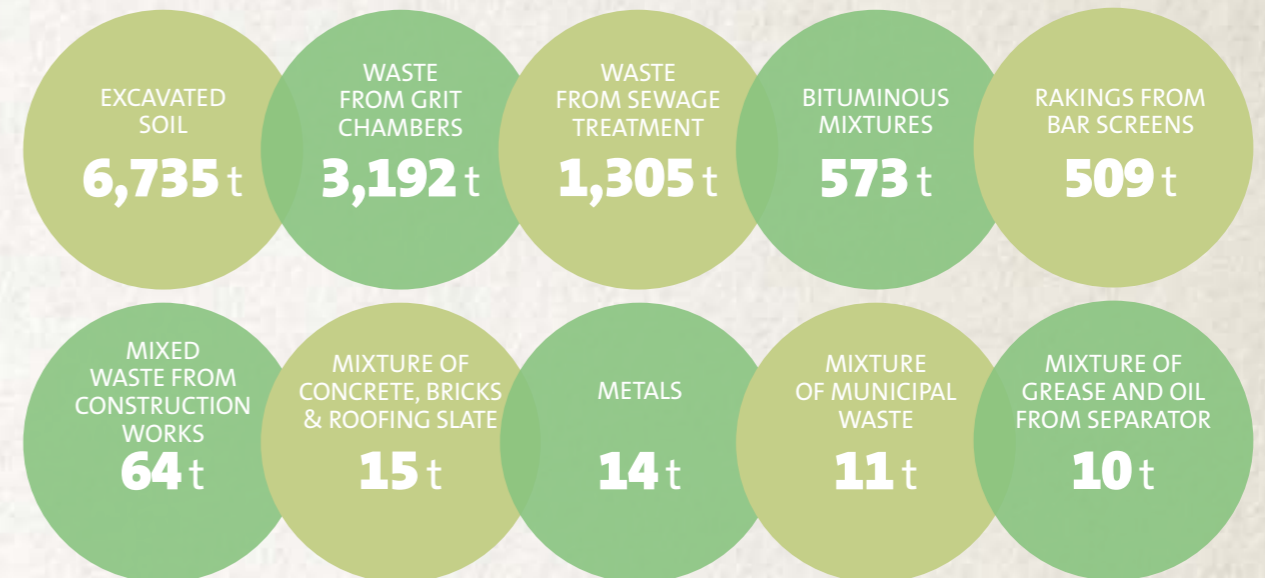 EXCAVATED
SOIL
6,735 t
WASTE
FROM GRIT
CHAMBERS
3,192 t
WASTE
FROM SEWAGE
TREATMENT
1,305 t
BITUMINOUS
MIXTURES
573 t
RAKINGS FROM
BAR SCREENS
509 t
MIXED
WASTE FROM
CONSTRUCTION
WORKS
64 t
MIXTURE OF
CONCRETE, BRICKS
& ROOFING SLATE
15 t
METALS
14 t
MIXTURE
OF MUNICIPAL
WASTE
11 t
MIXTURE OF
GREASE AND OIL
FROM SEPARATOR
10 t